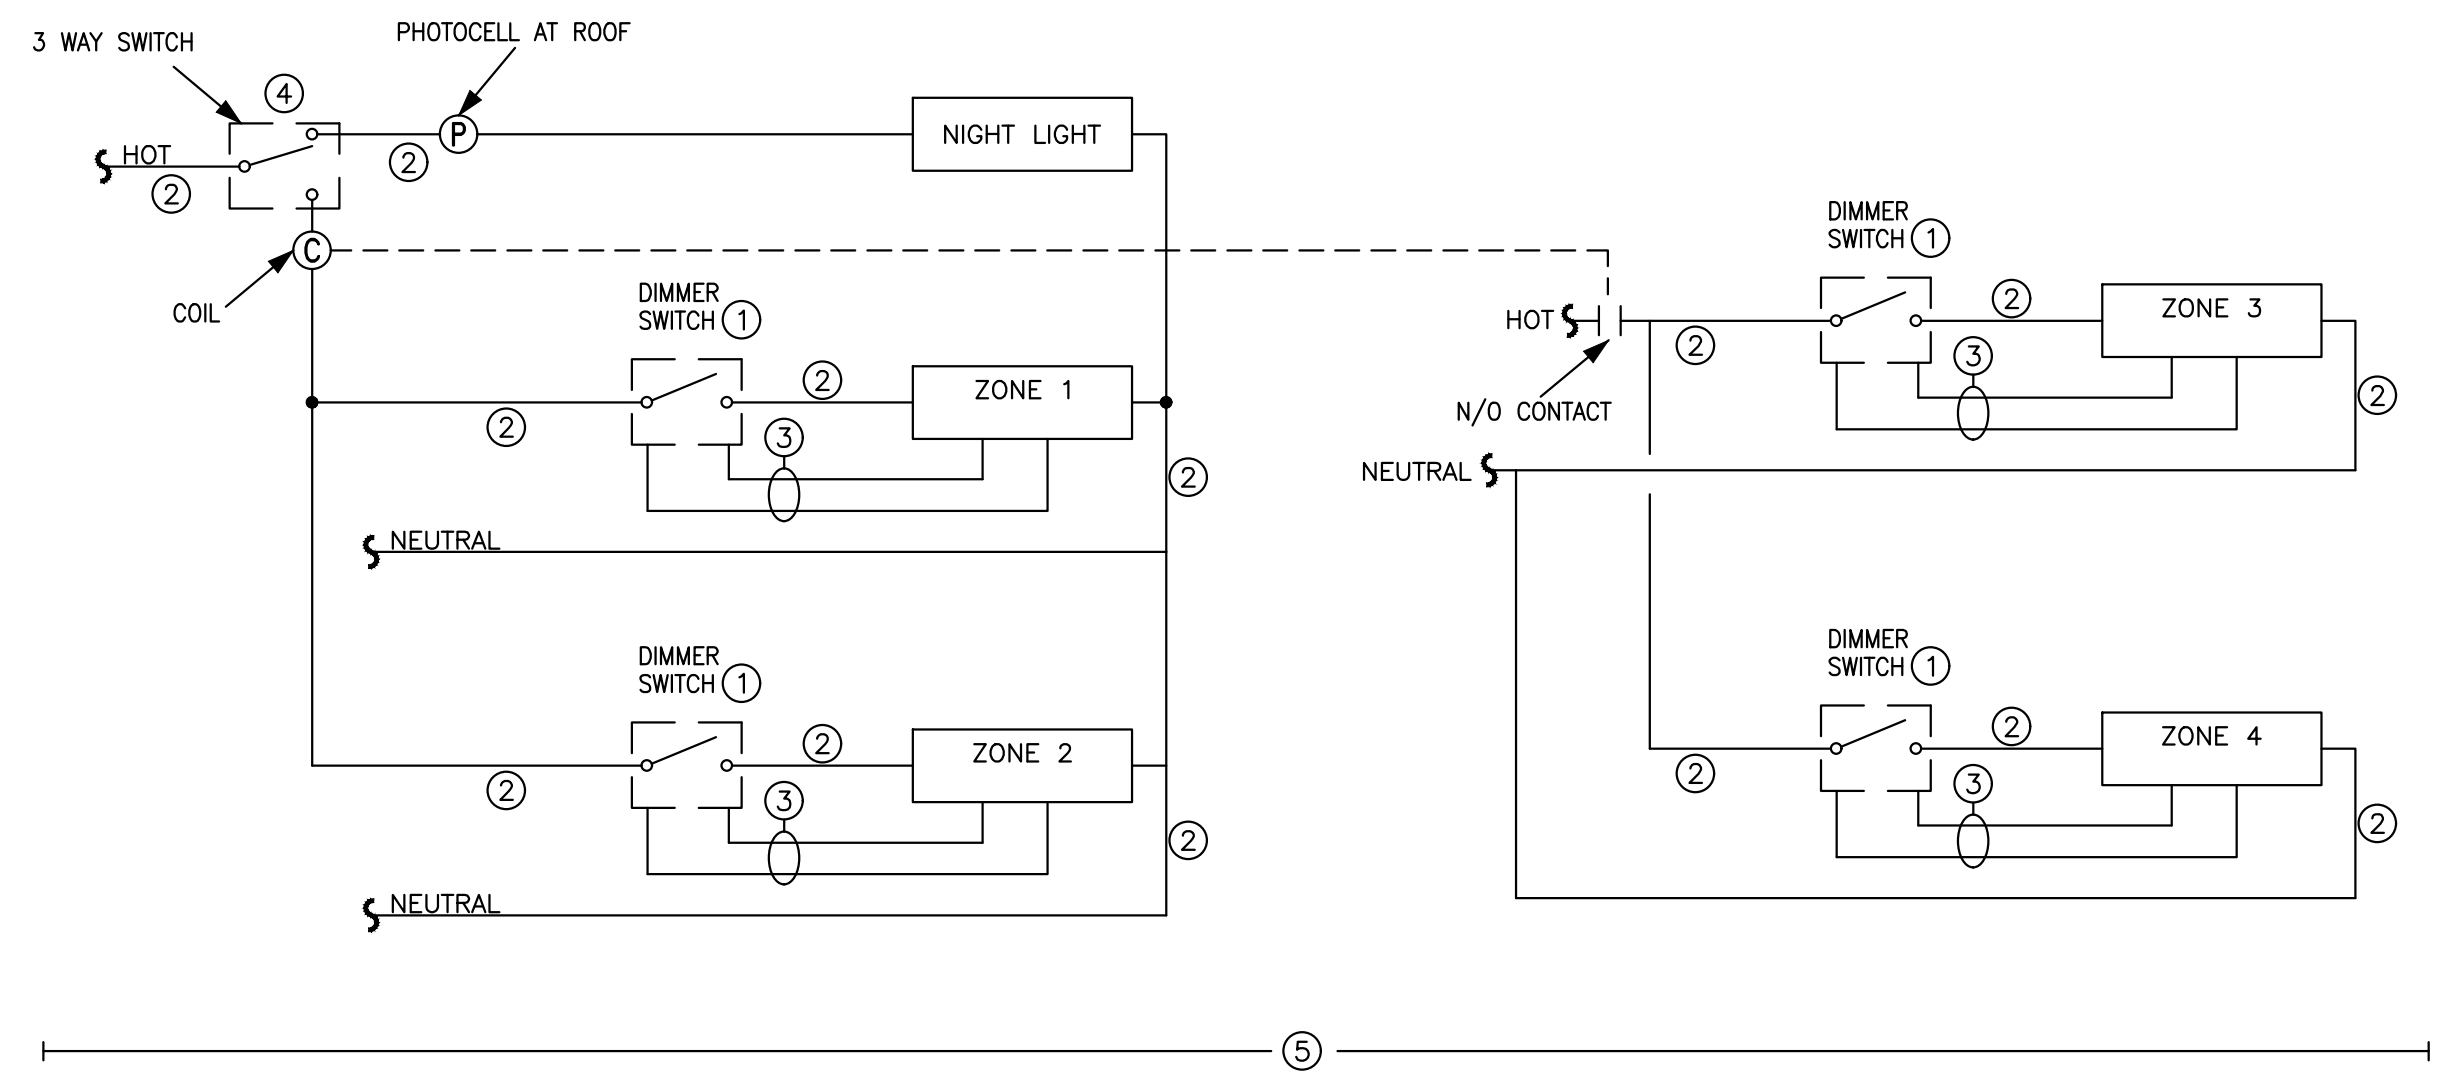 3 WAY SWITCH
PHOTOCELL AT ROOF
4
P
NIGHT LIGHT
HOT
2
2
C
COIL
DIMMER
SWITCH 1
2
ZONE 1
2
3
2
NEUTRAL
DIMMER
SWITCH 1
2
ZONE 2
2
3
2
NEUTRAL
DIMMER
SWITCH 1
2
ZONE 3
HOT
2
3
2
N/O CONTACT
NEUTRAL
DIMMER
SWITCH 1
2
ZONE 4
2
3
2
5